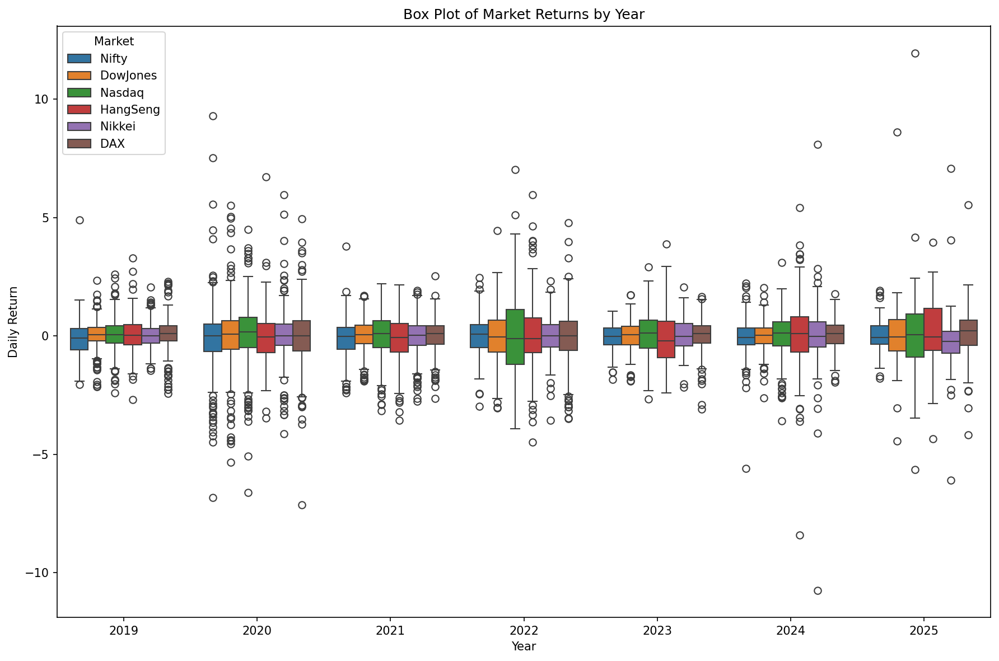 Box Plot of Market Returns by Year
Market
Nifty
DowJones
Nasdaq
HangSeng
Nikkei
DAX
Daily Return
10
5
0
−5
−10
2019
2020
2021
2022
2023
2024
2025
Year